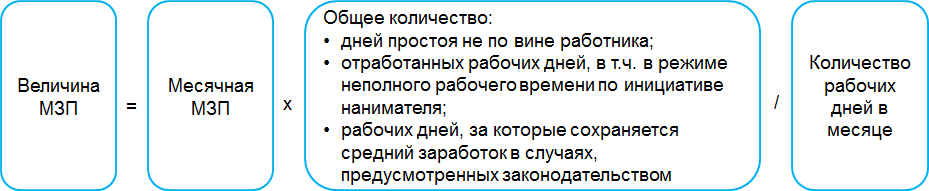 Величина
МЗП
=
Месячная
МЗП
х
Общее количество:
• дней простоя не по вине работника;
• отработанных рабочих дней, в т.ч. в режиме
неполного рабочего времени по инициативе
нанимателя;
• рабочих дней, за которые сохраняется
средний заработок в случаях,
предусмотренных законодательством
/
Количество
рабочих
дней в
месяце